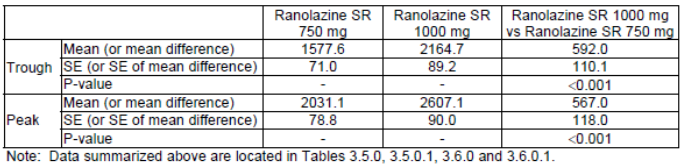 Ranolazine SR 750 mg Ranolazine SR 1000 mg Ranolazine SR 1000 mg vs Ranolazine SR 750 mg
Trough
Mean (or mean difference) 1577.6 2164.7 592.0
SE (or SE of mean difference) 71.0 89.2 110.1
P-value - - <0.001
Peak
Mean (or mean difference) 2031.1 2607.1 567.0
SE (or SE of mean difference) 78.8 90.0 118.0
P-value - - <0.001
Note: Data summarized above are located in Tables 3.5.0, 3.5.0.1, 3.6.0 and 3.6.0.1.